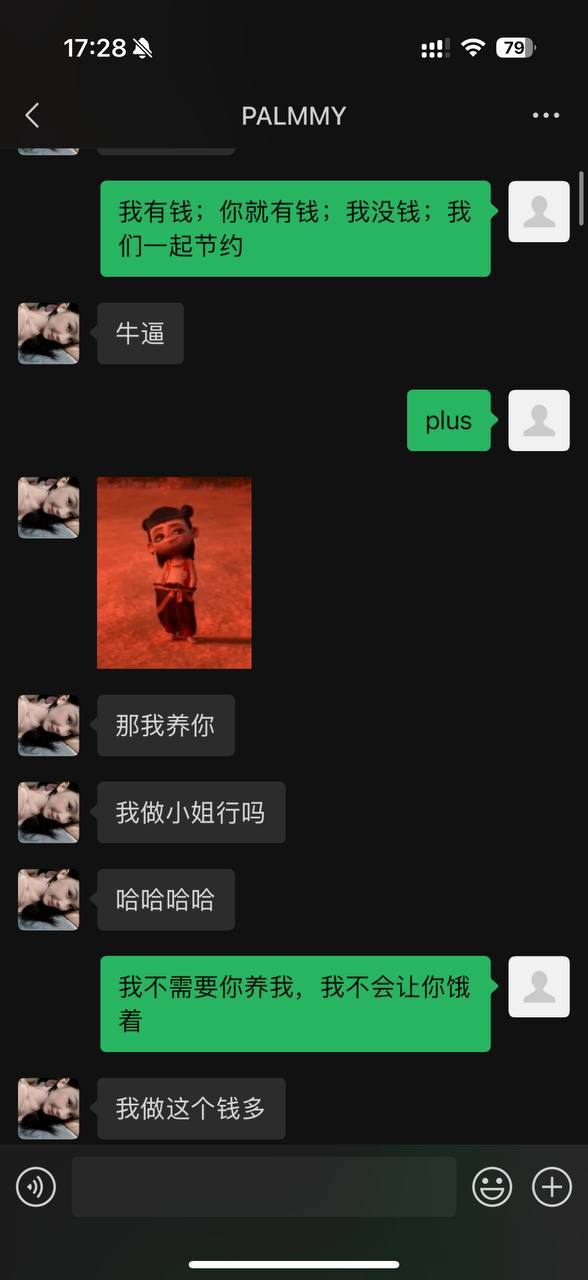 17:28
79
PALMMY
我有钱；你就有钱；我没钱；我
们一起节约
牛逼
plus
那我养你
我做小姐行吗
哈哈哈哈
我不需要你养我，我不会让你饿
着
我做这个钱多